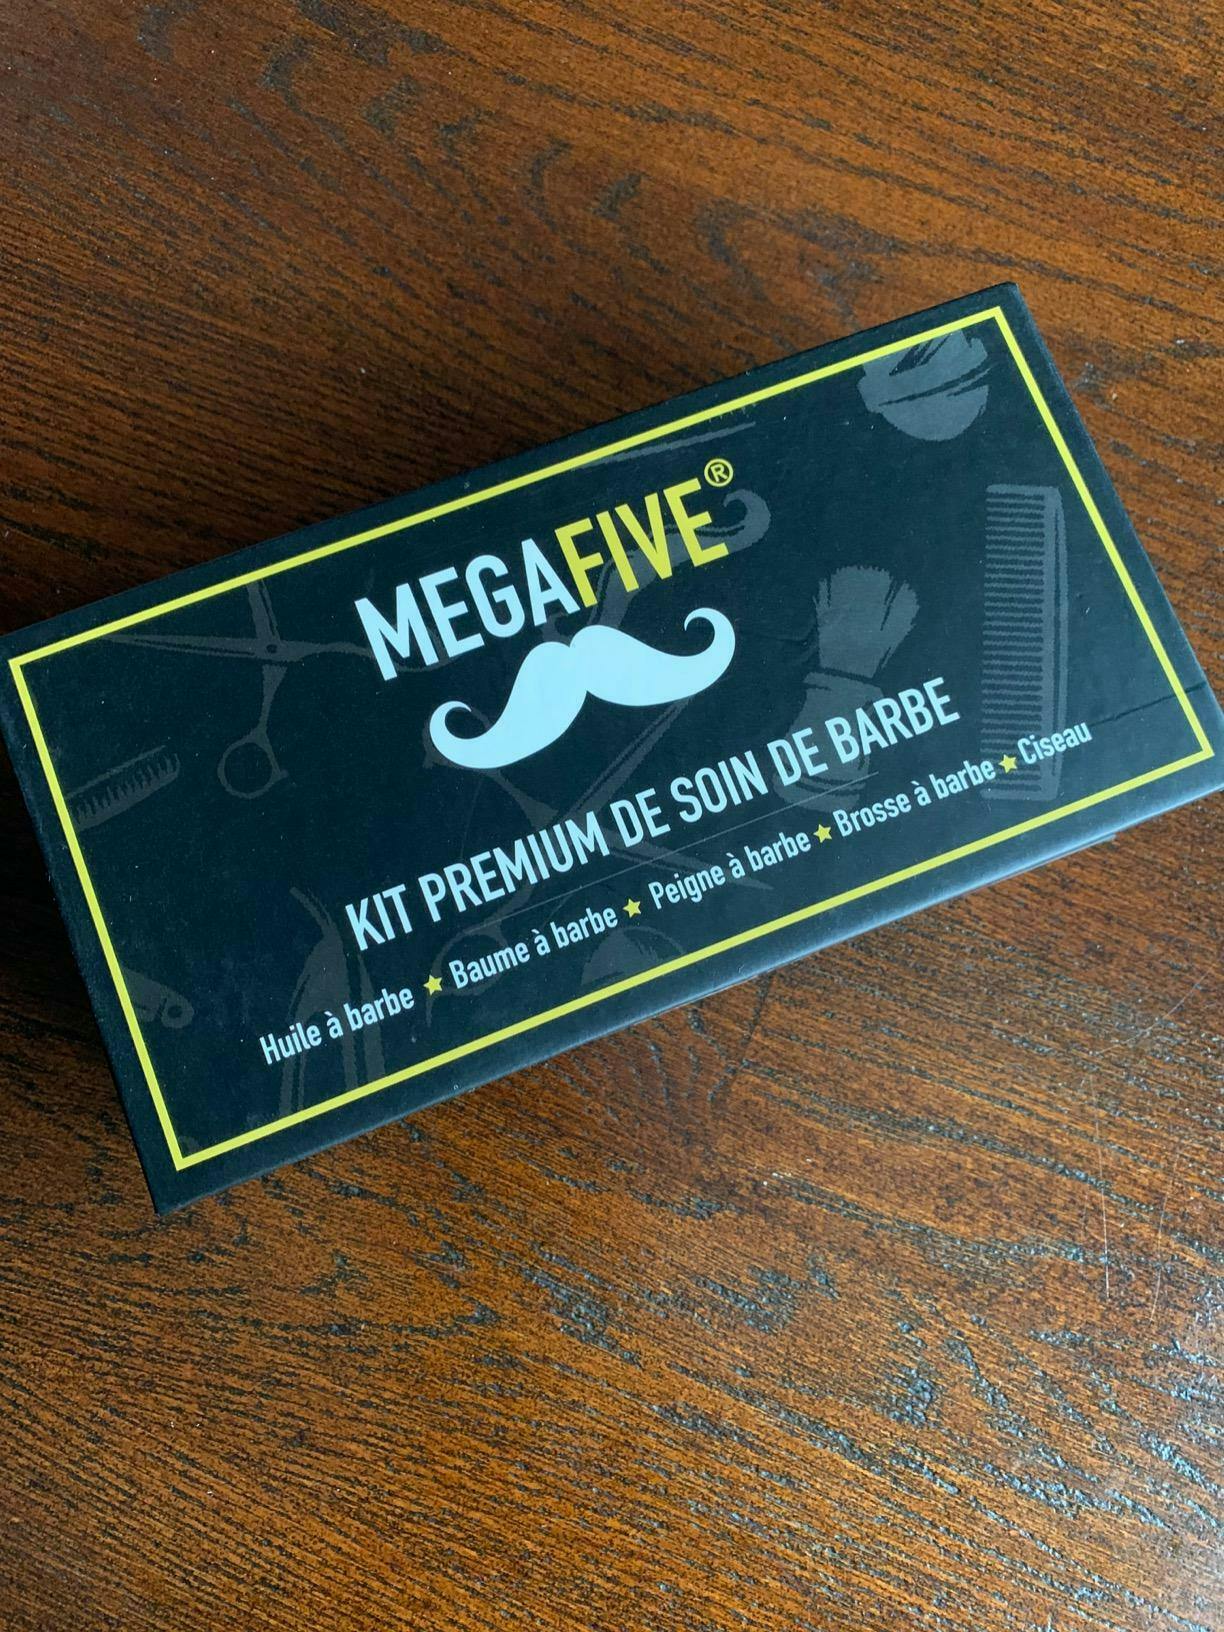 MEGAFIVE®
KIT PREMIUM DE SOIN DE BARBE
Huile à barbe ★ Baume à barbe ★ Peigne à barbe ★ Brosse à barbe ★ Ciseau